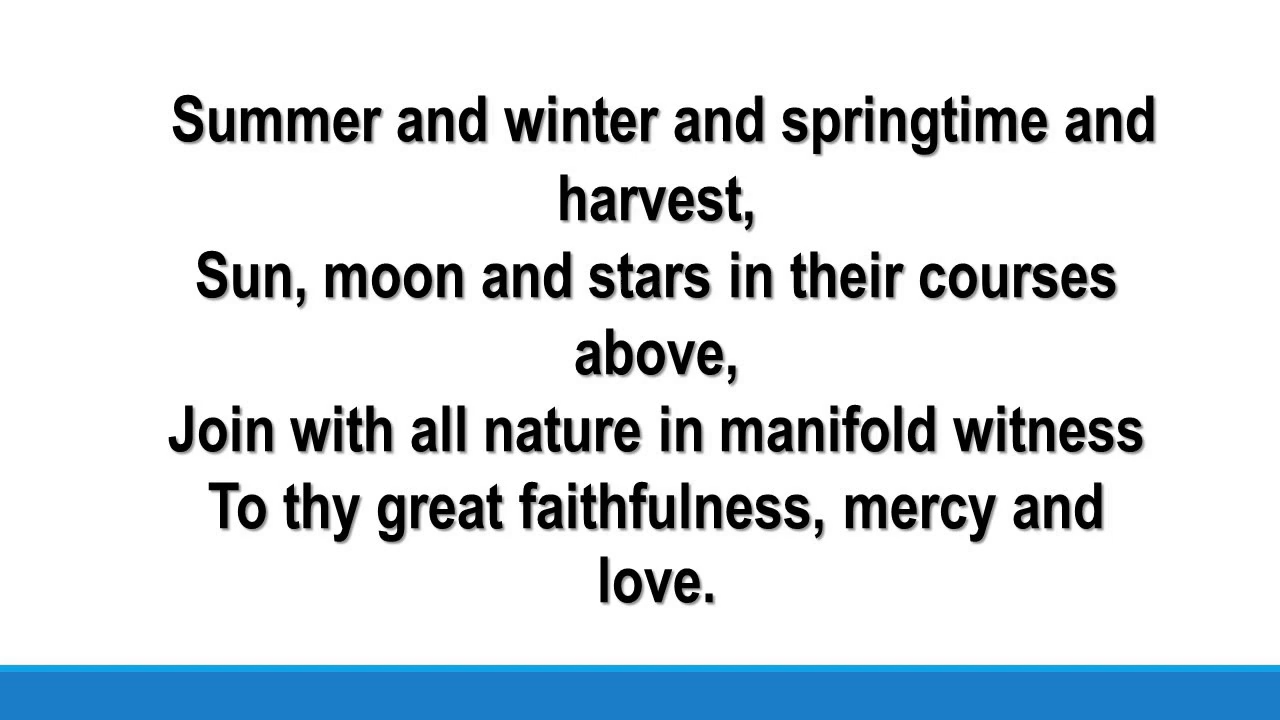 Summer and winter and springtime and
harvest,
Sun, moon and stars in their courses
above,
Join with all nature in manifold witness
To thy great faithfulness, mercy and
love.